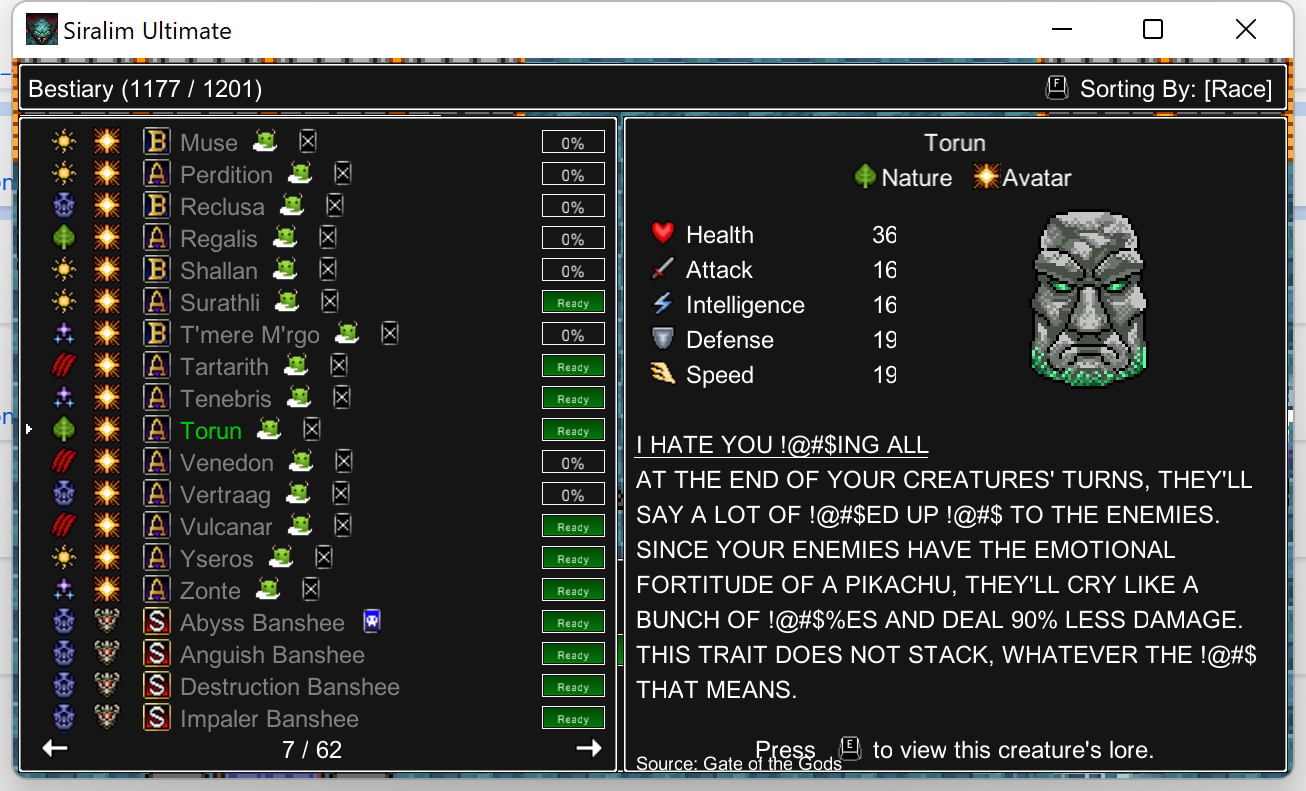 Siralim Ultimate
Bestiary (1177 / 1201)
F Sorting By: [Race]
B Muse 0%
A Perdition 0%
B Reclusa 0%
A Regalis 0%
B Shallan 0%
A Surathli Ready
B T'mere M'rgo 0%
A Tartarith Ready
A Tenebris Ready
A Torun Ready
A Venedon 0%
A Vertraag 0%
A Vulcanar Ready
A Yseros Ready
A Zonte Ready
S Abyss Banshee Ready
S Anguish Banshee Ready
S Destruction Banshee Ready
S Impaler Banshee Ready
7 / 62
Torun
Nature Avatar
Health 36
Attack 16
Intelligence 16
Defense 19
Speed 19
I HATE YOU !@#$ING ALL
AT THE END OF YOUR CREATURES' TURNS, THEY'LL
SAY A LOT OF !@#$ED UP !@#$ TO THE ENEMIES.
SINCE YOUR ENEMIES HAVE THE EMOTIONAL
FORTITUDE OF A PIKACHU, THEY'LL CRY LIKE A
BUNCH OF !@#$%ES AND DEAL 90% LESS DAMAGE.
THIS TRAIT DOES NOT STACK, WHATEVER THE !@#$
THAT MEANS.
Press E to view this creature's lore.
Source: Gate of the Gods